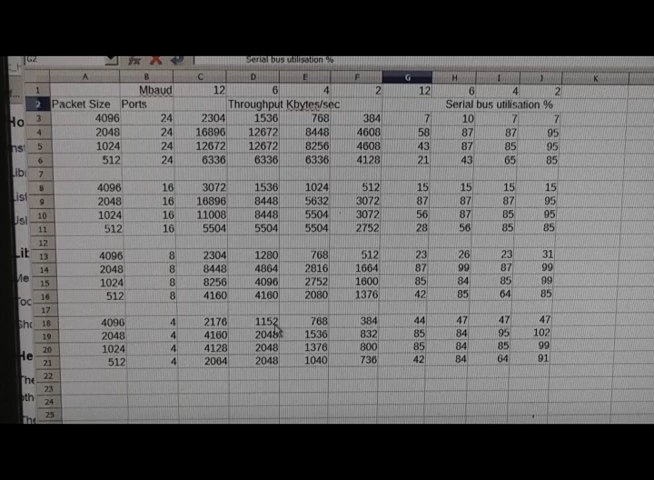 G2 fx Serial bus utilisation %
A B C D E F G H I J K
1 Mbaud 12 6 4 2 12 6 4 2
2 Packet Size Ports Throughput Kbytes/sec Serial bus utilisation %
3 4096 24 2304 1536 768 384 7 10 7 7
4 2048 24 16896 12672 8448 4608 58 87 87 95
5 1024 24 12672 12672 8256 4608 43 87 85 95
6 512 24 6336 6336 6336 4128 21 43 65 85
7
8 4096 16 3072 1536 1024 512 15 15 15 15
9 2048 16 16896 8448 5632 3072 87 87 87 95
10 1024 16 11008 8448 5504 3072 56 87 85 95
11 512 16 5504 5504 5504 2752 28 56 85 85
12
13 4096 8 2304 1280 768 512 23 26 23 31
14 2048 8 8448 4864 2816 1664 87 99 87 99
15 1024 8 8256 4096 2752 1600 85 84 85 99
16 512 8 4160 4160 2080 1376 42 85 64 85
17
18 4096 4 2176 1152 768 384 44 47 47 47
19 2048 4 4160 2048 1536 832 85 84 95 102
20 1024 4 4128 2048 1376 800 85 84 85 99
21 512 4 2064 2048 1040 736 42 84 64 91
22
23
24
25